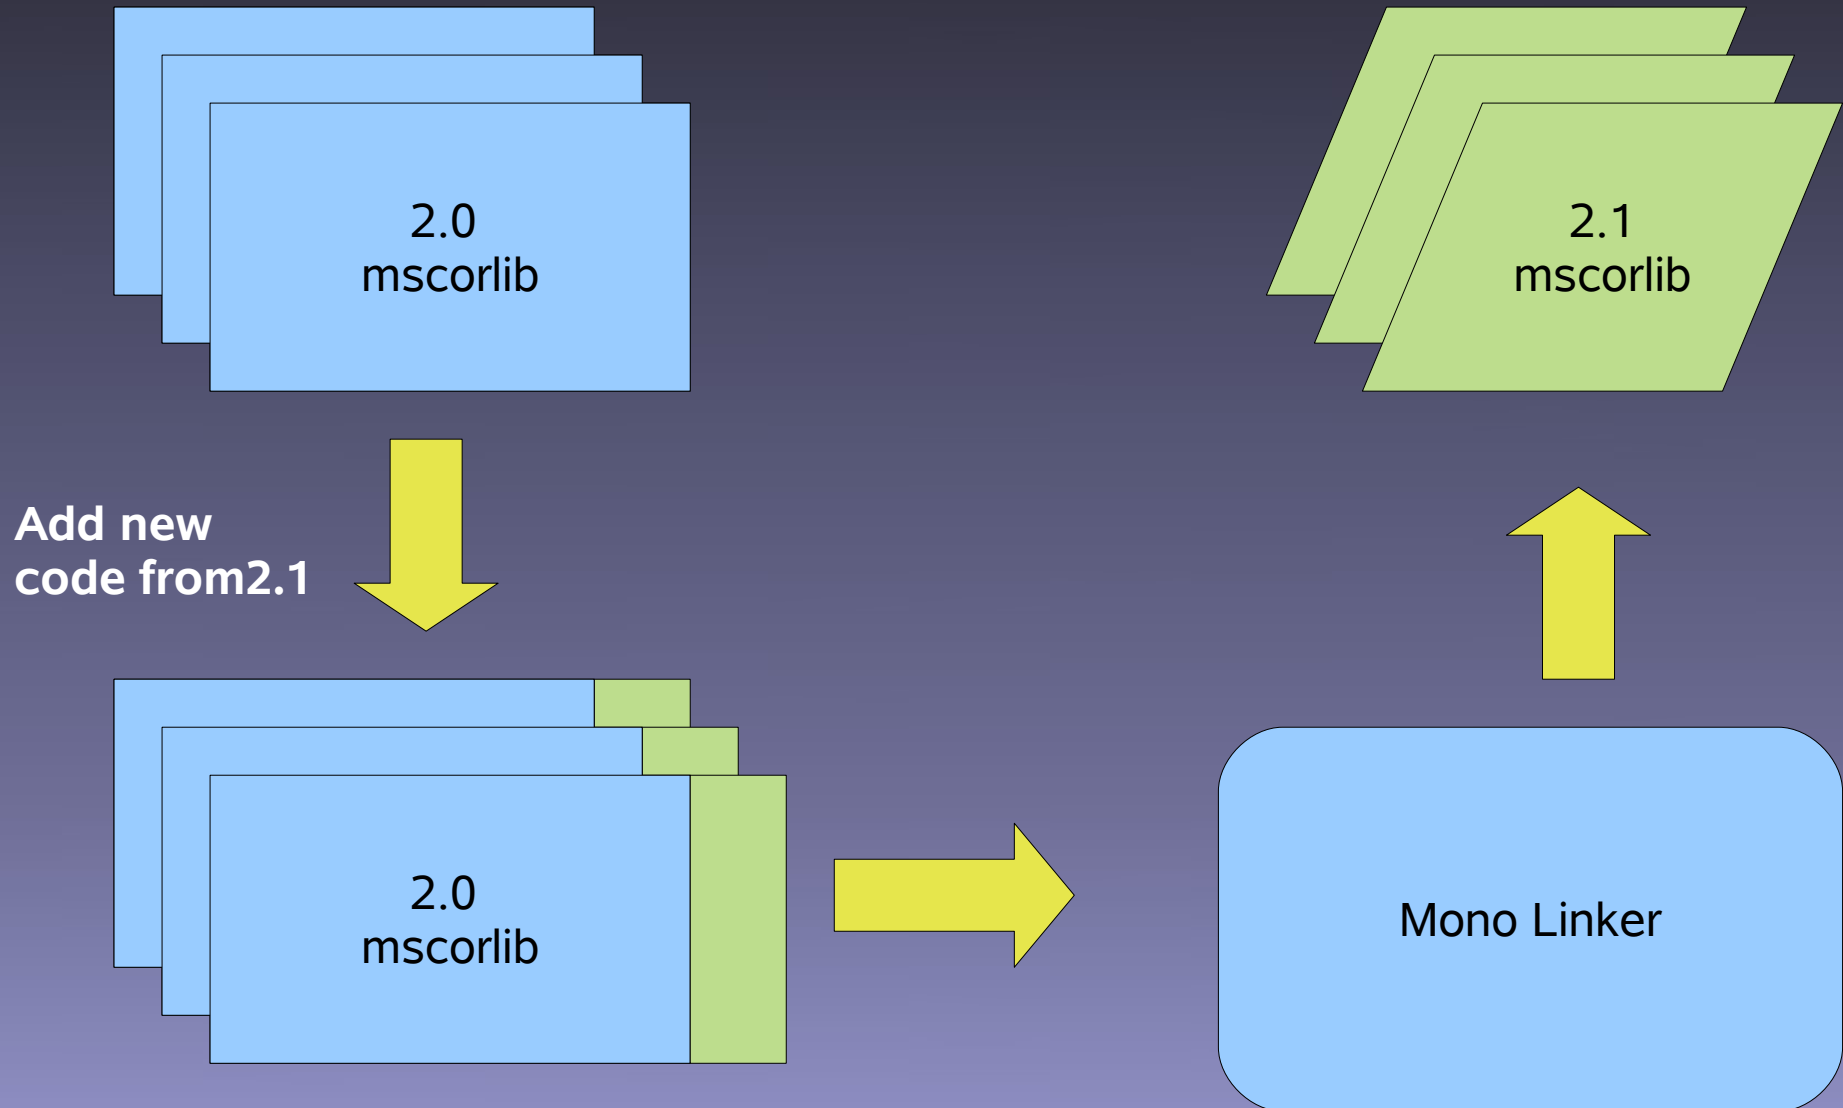 2.0
mscorlib
2.1
mscorlib
Add new
code from2.1
2.0
mscorlib
Mono Linker